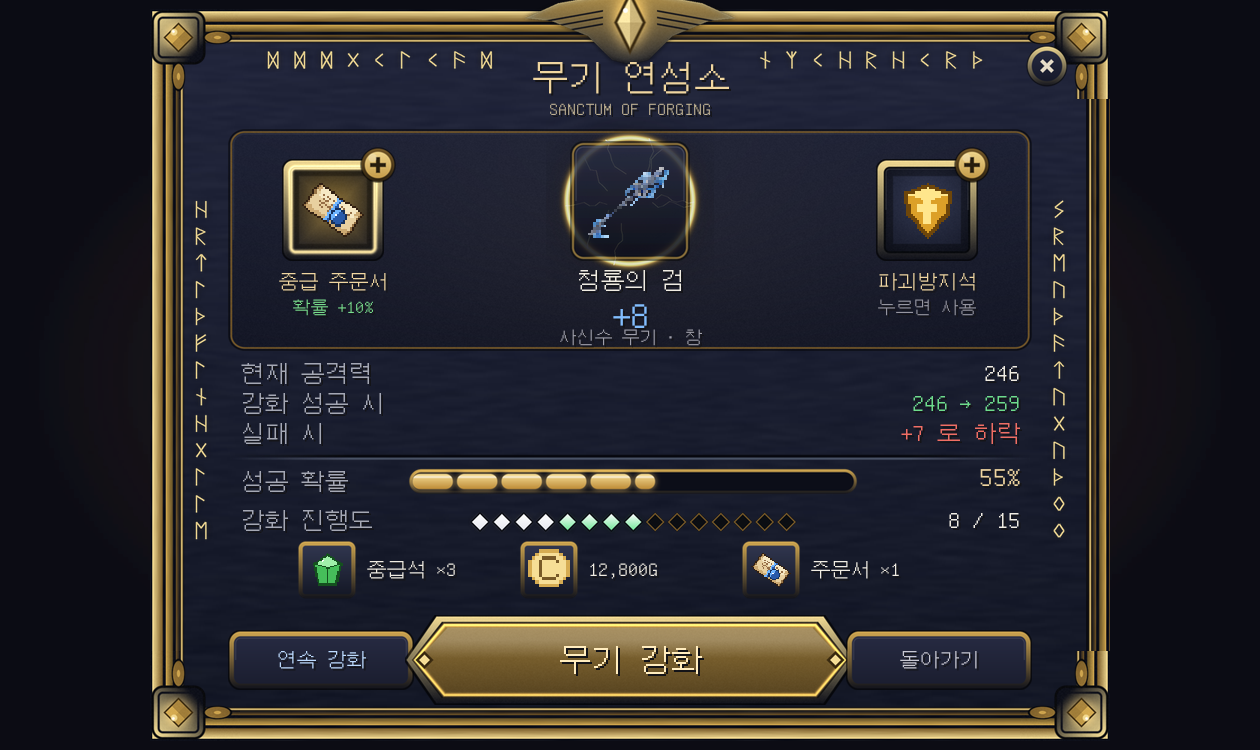 ᛞ ᛞ ᛞ ᚷ ᚲ ᛚ ᚲ ᚨ ᛞ
ᚾ ᛉ ᚲ ᚺ ᚱ ᚺ ᚲ ᚱ ᚦ
무기 연성소
SANCTUM OF FORGING
중급 주문서
확률 +10%
청룡의 검
+8
사신수 무기 · 창
파괴방지석
누르면 사용
현재 공격력 246
강화 성공 시 246 → 259
실패 시 +7 로 하락
성공 확률 55%
강화 진행도 8 / 15
중급석 ×3 12,800G 주문서 ×1
연속 강화 무기 강화 돌아가기